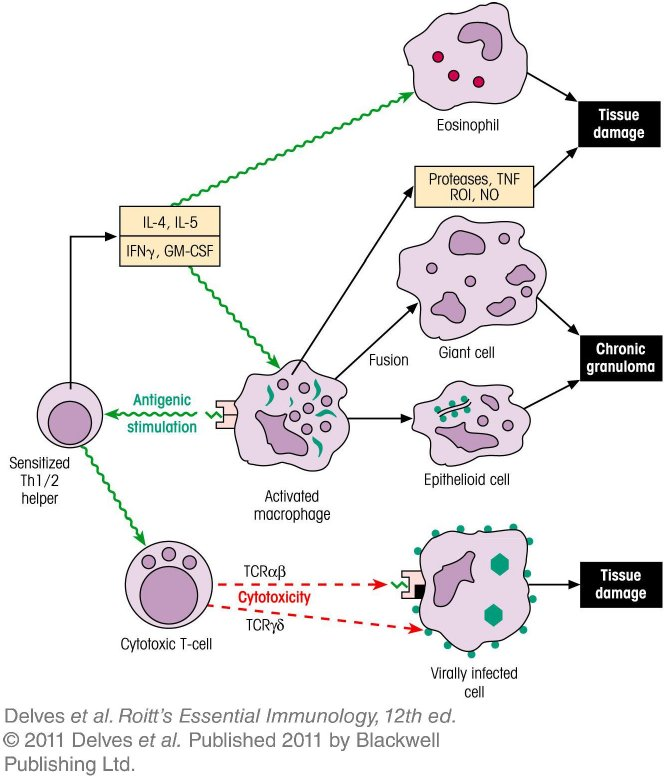 Eosinophil
Tissue
damage
Proteases, TNF
ROI, NO
IL-4, IL-5
IFNγ, GM-CSF
Giant cell
Fusion
Chronic
granuloma
Antigenic
stimulation
Sensitized
Th1/2
helper
Activated
macrophage
Epithelioid cell
TCRαβ
Cytotoxicity
TCRγδ
Cytotoxic T-cell
Virally infected
cell
Tissue
damage
Delves et al. Roitt's Essential Immunology, 12th ed.
© 2011 Delves et al. Published 2011 by Blackwell
Publishing Ltd.